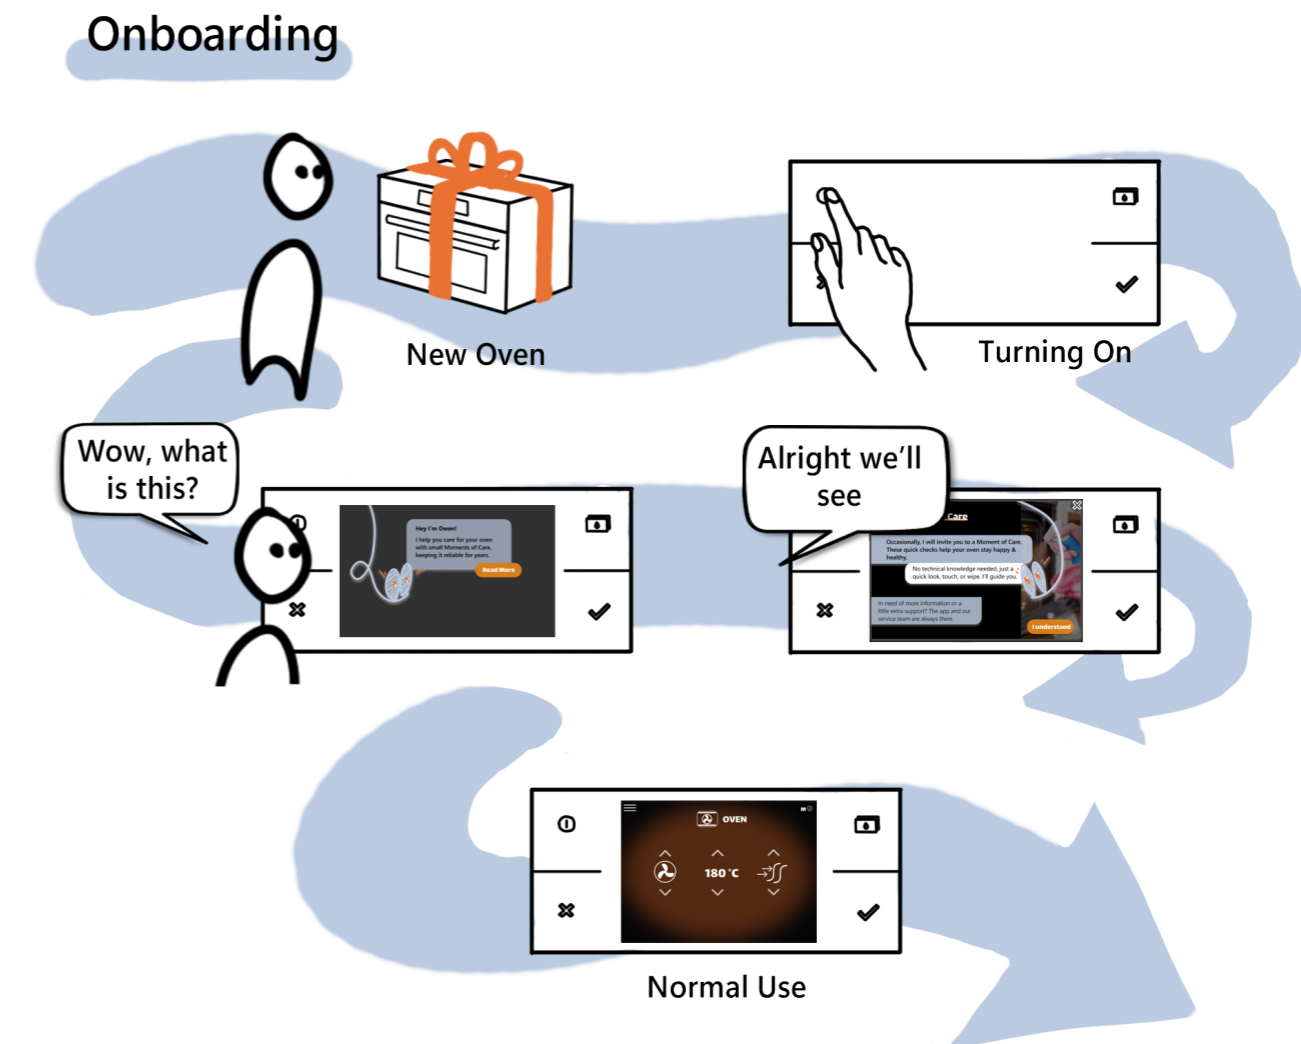 Onboarding
New Oven
Turning On
Wow, what
is this?
Hey I'm Owen!
I help you care for your oven
with small Moments of Care,
keeping it reliable for years.
Read More
Alright we'll
see
Care
Occasionally, I will invite you to a Moment of Care.
These quick checks help your oven stay happy &
healthy.
No technical knowledge needed, just a
quick look, touch, or wipe. I'll guide you.
In need of more information or a
little extra support? The app and our
service team are always there.
I understand
OVEN
180 °C
Normal Use